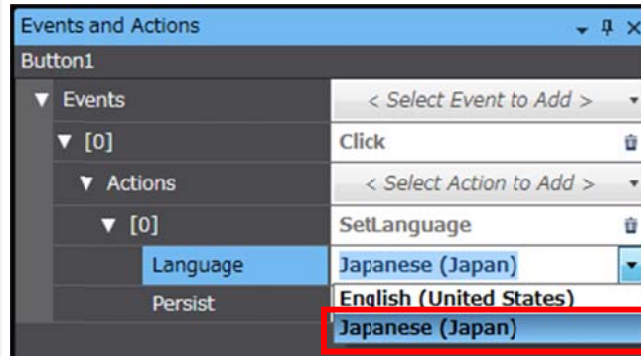 Events and Actions
Button1
Events < Select Event to Add >
[0] Click
Actions < Select Action to Add >
[0] SetLanguage
Language Japanese (Japan)
Persist English (United States)
Japanese (Japan)